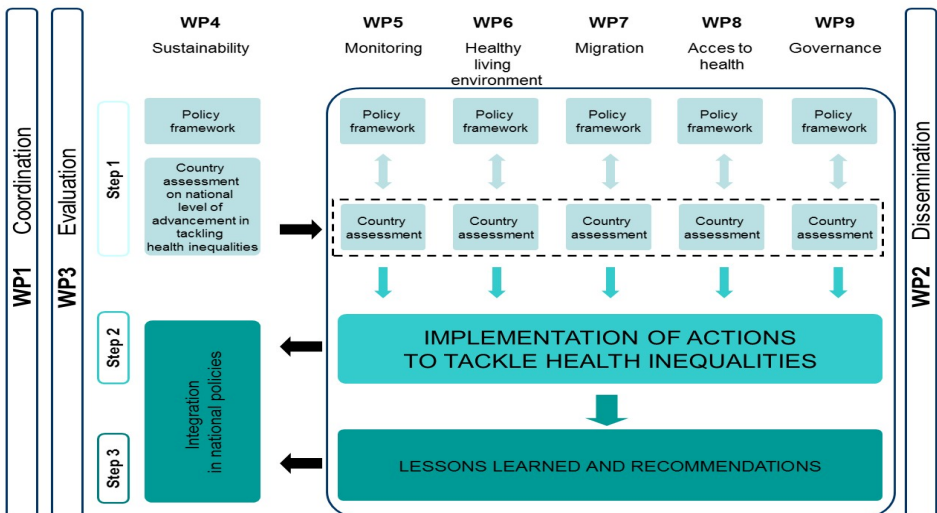 WP1 Coordination
WP3 Evaluation
WP4
Sustainability
WP5
Monitoring
WP6
Healthy
living
environment
WP7
Migration
WP8
Acces to
health
WP9
Governance
Step 1
Policy
framework
Country
assessment
on national
level of
advancement in
tackling
health inequalities
Policy
framework
Policy
framework
Policy
framework
Policy
framework
Policy
framework
Country
assessment
Country
assessment
Country
assessment
Country
assessment
Country
assessment
Step 2
Integration
in national policies
IMPLEMENTATION OF ACTIONS
TO TACKLE HEALTH INEQUALITIES
Step 3
LESSONS LEARNED AND RECOMMENDATIONS
WP2 Dissemination